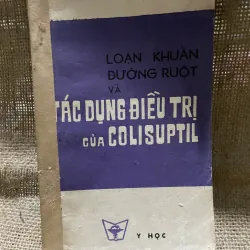 LOẠN KHUẨN
ĐƯỜNG RUỘT
VÀ
TÁC DỤNG ĐIỀU TRỊ
CỦA COLISUPTIL
Y HỌC